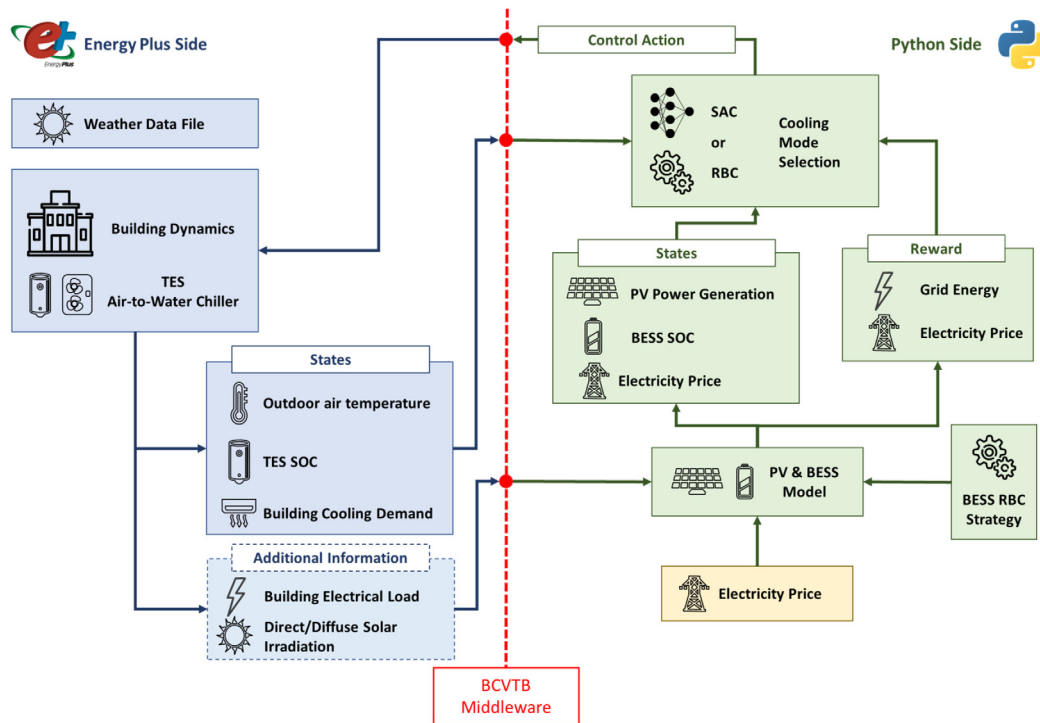 Energy Plus Side
EnergyPlus
Control Action
Python Side
Weather Data File
SAC
or
RBC
Cooling
Mode
Selection
Building Dynamics
TES
Air-to-Water Chiller
States
PV Power Generation
BESS SOC
Electricity Price
Reward
Grid Energy
Electricity Price
States
Outdoor air temperature
TES SOC
Building Cooling Demand
PV & BESS
Model
BESS RBC
Strategy
Additional Information
Building Electrical Load
Direct/Diffuse Solar
Irradiation
Electricity Price
BCVTB
Middleware